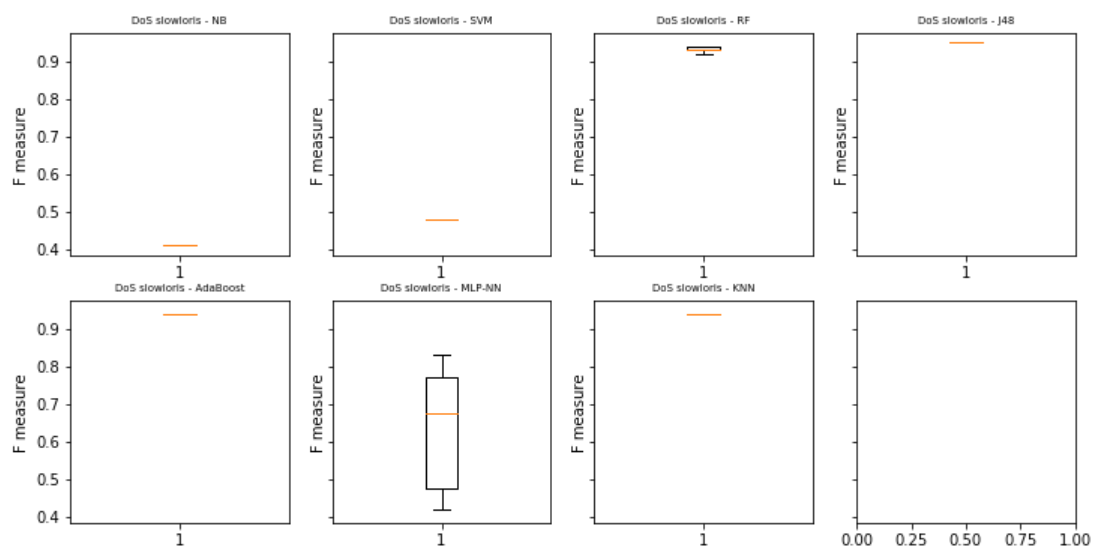 DoS slowloris - NB
DoS slowloris - SVM
DoS slowloris - RF
DoS slowloris - J48
F measure
0.9
0.8
0.7
0.6
0.5
0.4
1
F measure
1
F measure
1
F measure
1
DoS slowloris - AdaBoost
DoS slowloris - MLP-NN
DoS slowloris - KNN
F measure
0.9
0.8
0.7
0.6
0.5
0.4
1
F measure
1
F measure
1
0.00 0.25 0.50 0.75 1.00